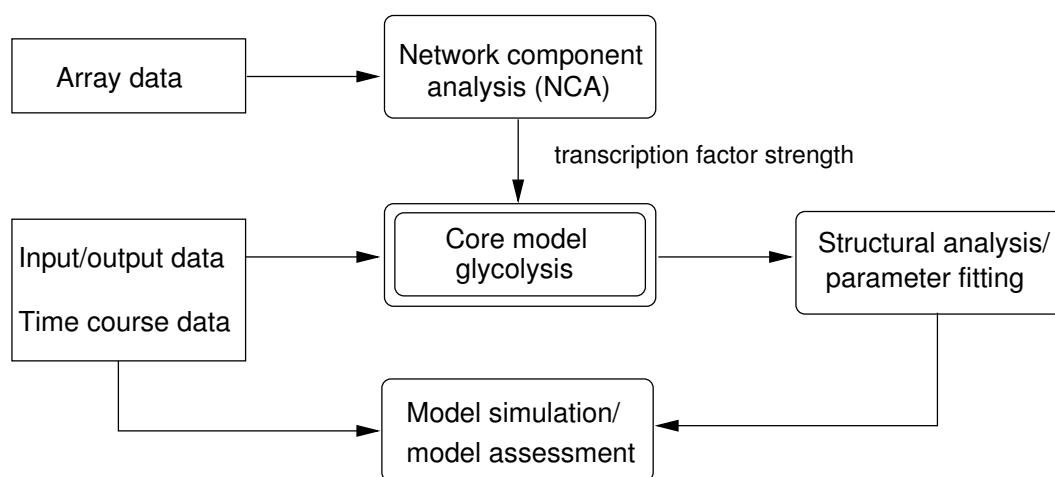 Array data
Network component
analysis (NCA)
transcription factor strength
Input/output data
Time course data
Core model
glycolysis
Structural analysis/
parameter fitting
Model simulation/
model assessment